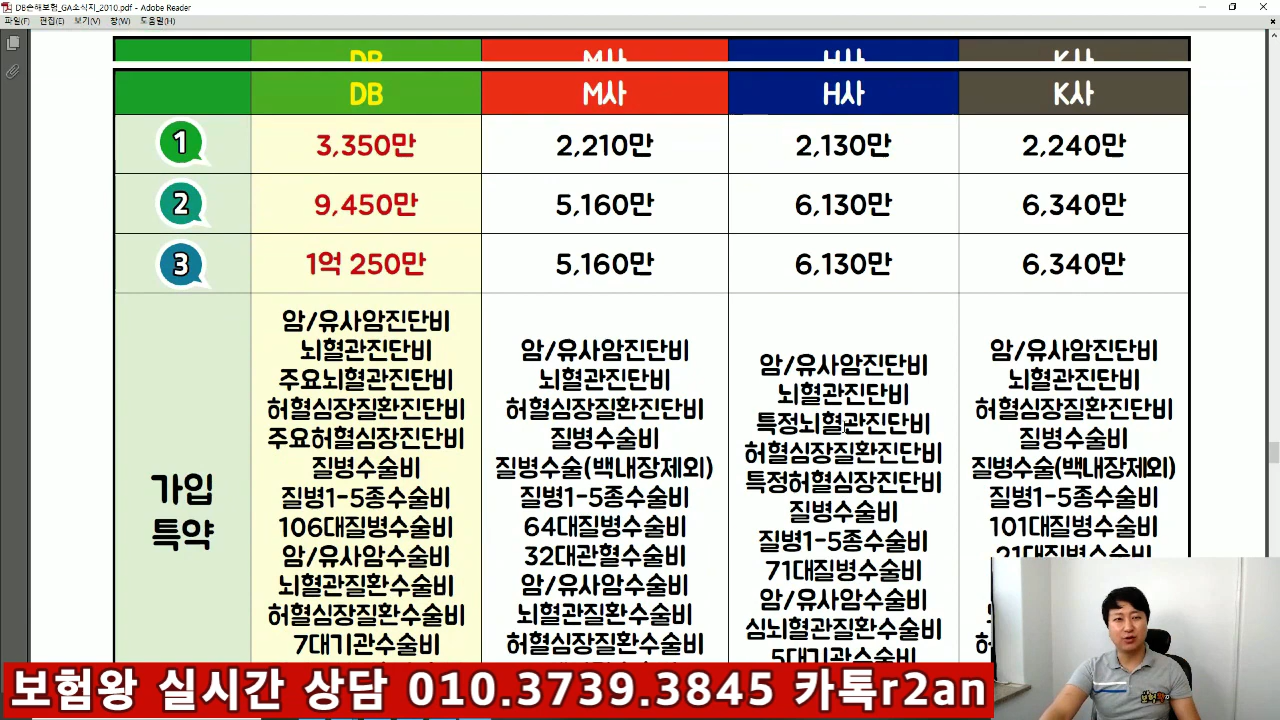 DB손해보험_GA소식지_2010.pdf - Adobe Reader
파일(F) 편집(E) 보기(V) 창(W) 도움말(H)
DB M사 H사 K사
DB M사 H사 K사
1 3,350만 2,210만 2,130만 2,240만
2 9,450만 5,160만 6,130만 6,340만
3 1억 250만 5,160만 6,130만 6,340만
가입
특약
암/유사암진단비
뇌혈관진단비
주요뇌혈관진단비
허혈심장질환진단비
주요허혈심장진단비
질병수술비
질병1-5종수술비
106대질병수술비
암/유사암수술비
뇌혈관질환수술비
허혈심장질환수술비
7대기관수술비
암/유사암진단비
뇌혈관진단비
허혈심장질환진단비
질병수술비
질병수술(백내장제외)
질병1-5종수술비
64대질병수술비
32대관혈수술비
암/유사암수술비
뇌혈관질환수술비
허혈심장질환수술비
암/유사암진단비
뇌혈관진단비
특정뇌혈관진단비
허혈심장질환진단비
특정허혈심장진단비
질병수술비
질병1-5종수술비
71대질병수술비
암/유사암수술비
심뇌혈관질환수술비
5대기관수술비
암/유사암진단비
뇌혈관진단비
허혈심장질환진단비
질병수술비
질병수술(백내장제외)
질병1-5종수술비
101대질병수술비
21대질병수술비
보험왕 실시간 상담 010.3739.3845 카톡r2an